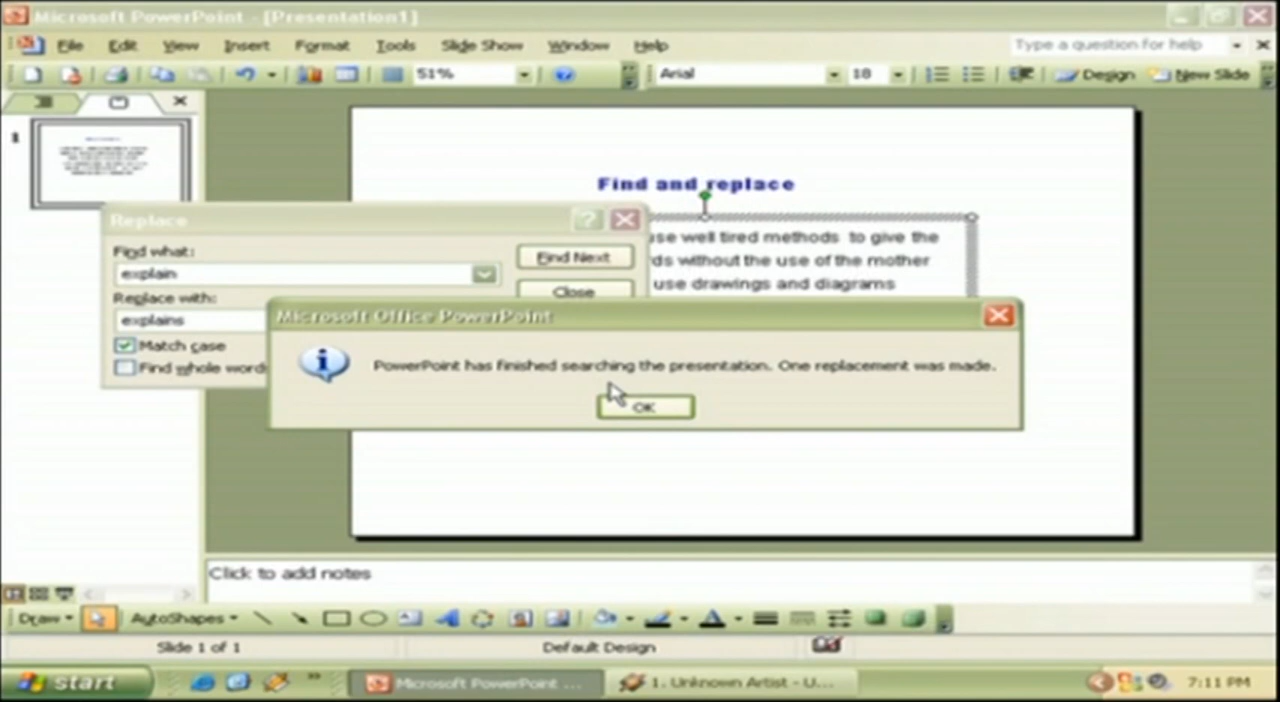 Microsoft PowerPoint - [Presentation1]
File Edit View Insert Format Tools Slide Show Window Help Type a question for help
51% Arial 18 Design New Slide
1
Find and replace
Replace
Find what:
explain
Find Next
Replace with:
explains
Close
Match case
Find whole words
use well tired methods to give the
ds without the use of the mother
use drawings and diagrams
Microsoft Office PowerPoint
PowerPoint has finished searching the presentation. One replacement was made.
OK
Click to add notes
Draw AutoShapes
Slide 1 of 1 Default Design
start Microsoft PowerPoint ... 1. Unknown Artist - U... 7:11 PM